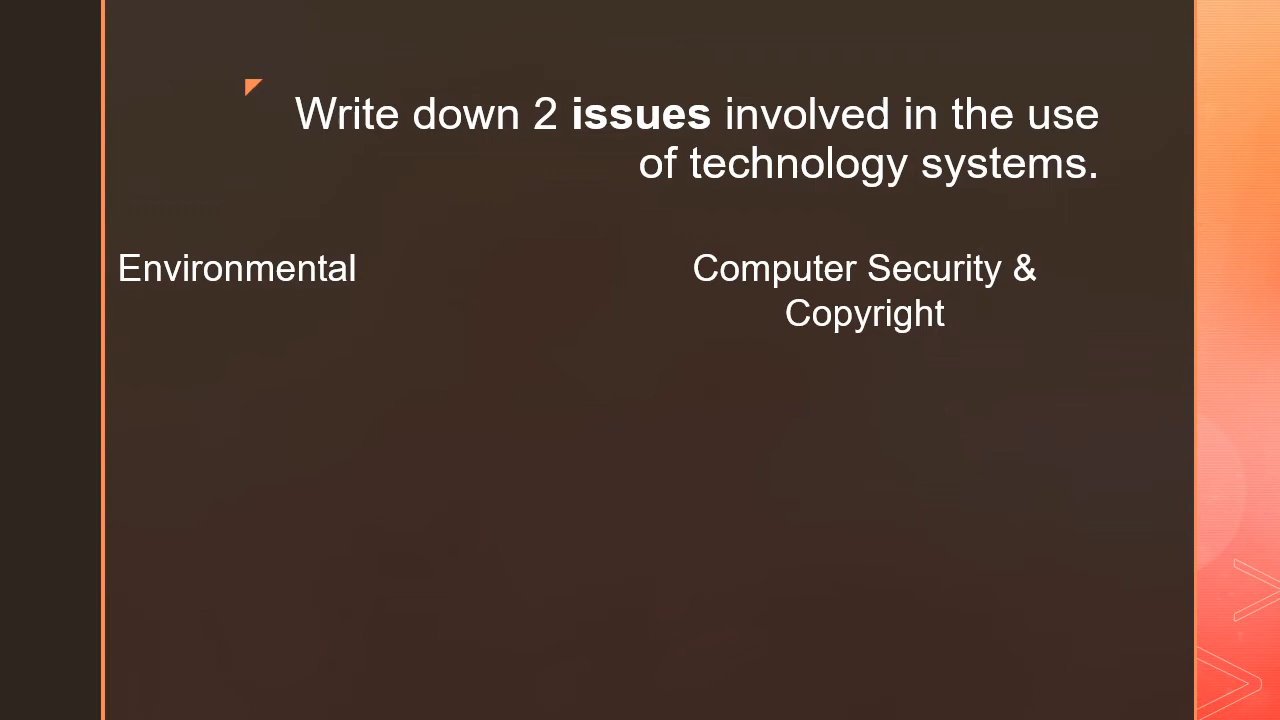 Write down 2 issues involved in the use
of technology systems.
Environmental
Computer Security &
Copyright